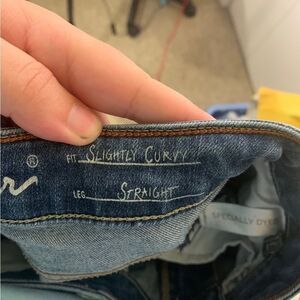 FIT SLIGHTLY CURVY
r®
LEG STRAIGHT
SPECIALLY DYED